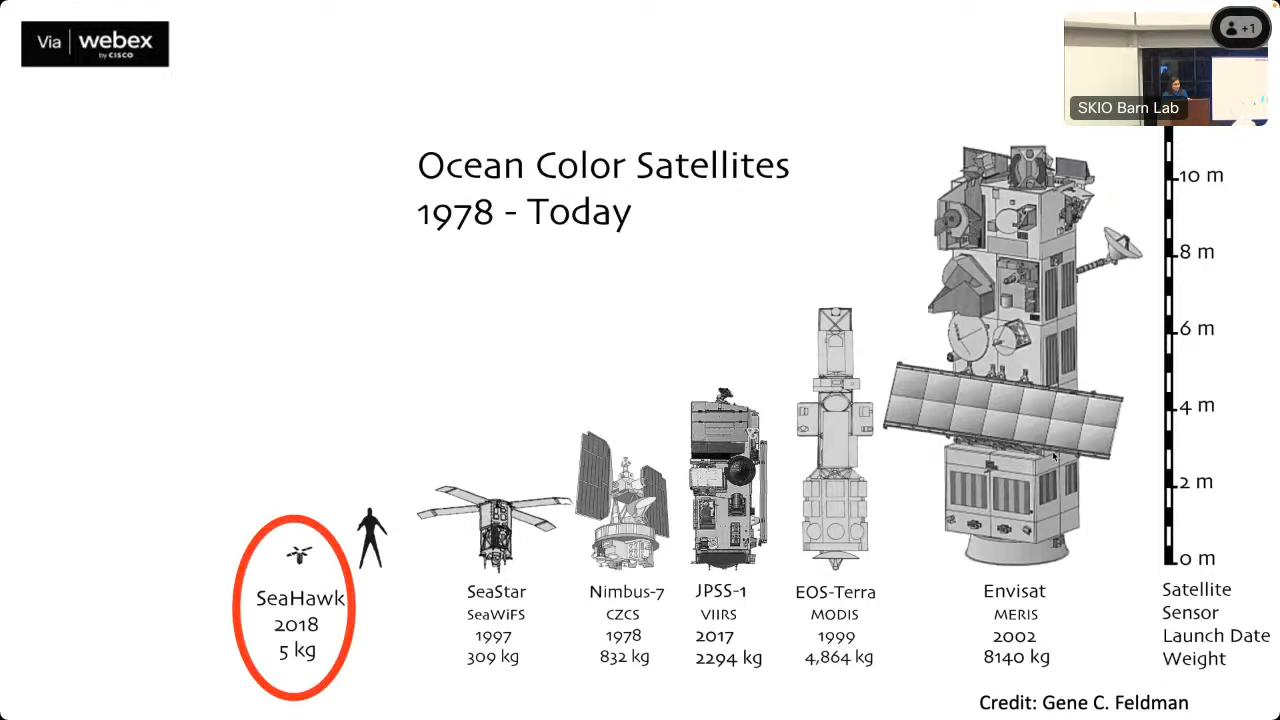 Via webex
by CISCO
+1
SKIO Barn Lab
Ocean Color Satellites
1978 - Today
10 m
8 m
6 m
4 m
2 m
0 m
SeaHawk
2018
5 kg
SeaStar
SeaWiFS
1997
309 kg
Nimbus-7
CZCS
1978
832 kg
JPSS-1
VIIRS
2017
2294 kg
EOS-Terra
MODIS
1999
4,864 kg
Envisat
MERIS
2002
8140 kg
Satellite
Sensor
Launch Date
Weight
Credit: Gene C. Feldman